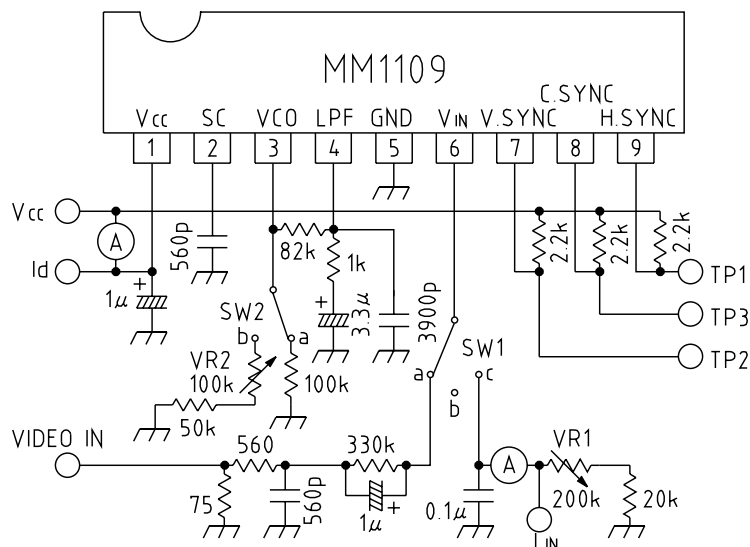 MM1109
C.SYNC
Vcc SC VCO LPF GND VIN V.SYNC H.SYNC
1 2 3 4 5 6 7 8 9
Vcc
A
Id
1μ
+
560p
82k
1k
+
3.3μ
3900p
2.2k
2.2k
2.2k
TP1
TP3
TP2
SW2
b
a
VR2
100k
100k
50k
SW1
a
b
c
VIDEO IN
560
330k
75
560p
1μ
+
0.1μ
A
VR1
200k
20k
IIN